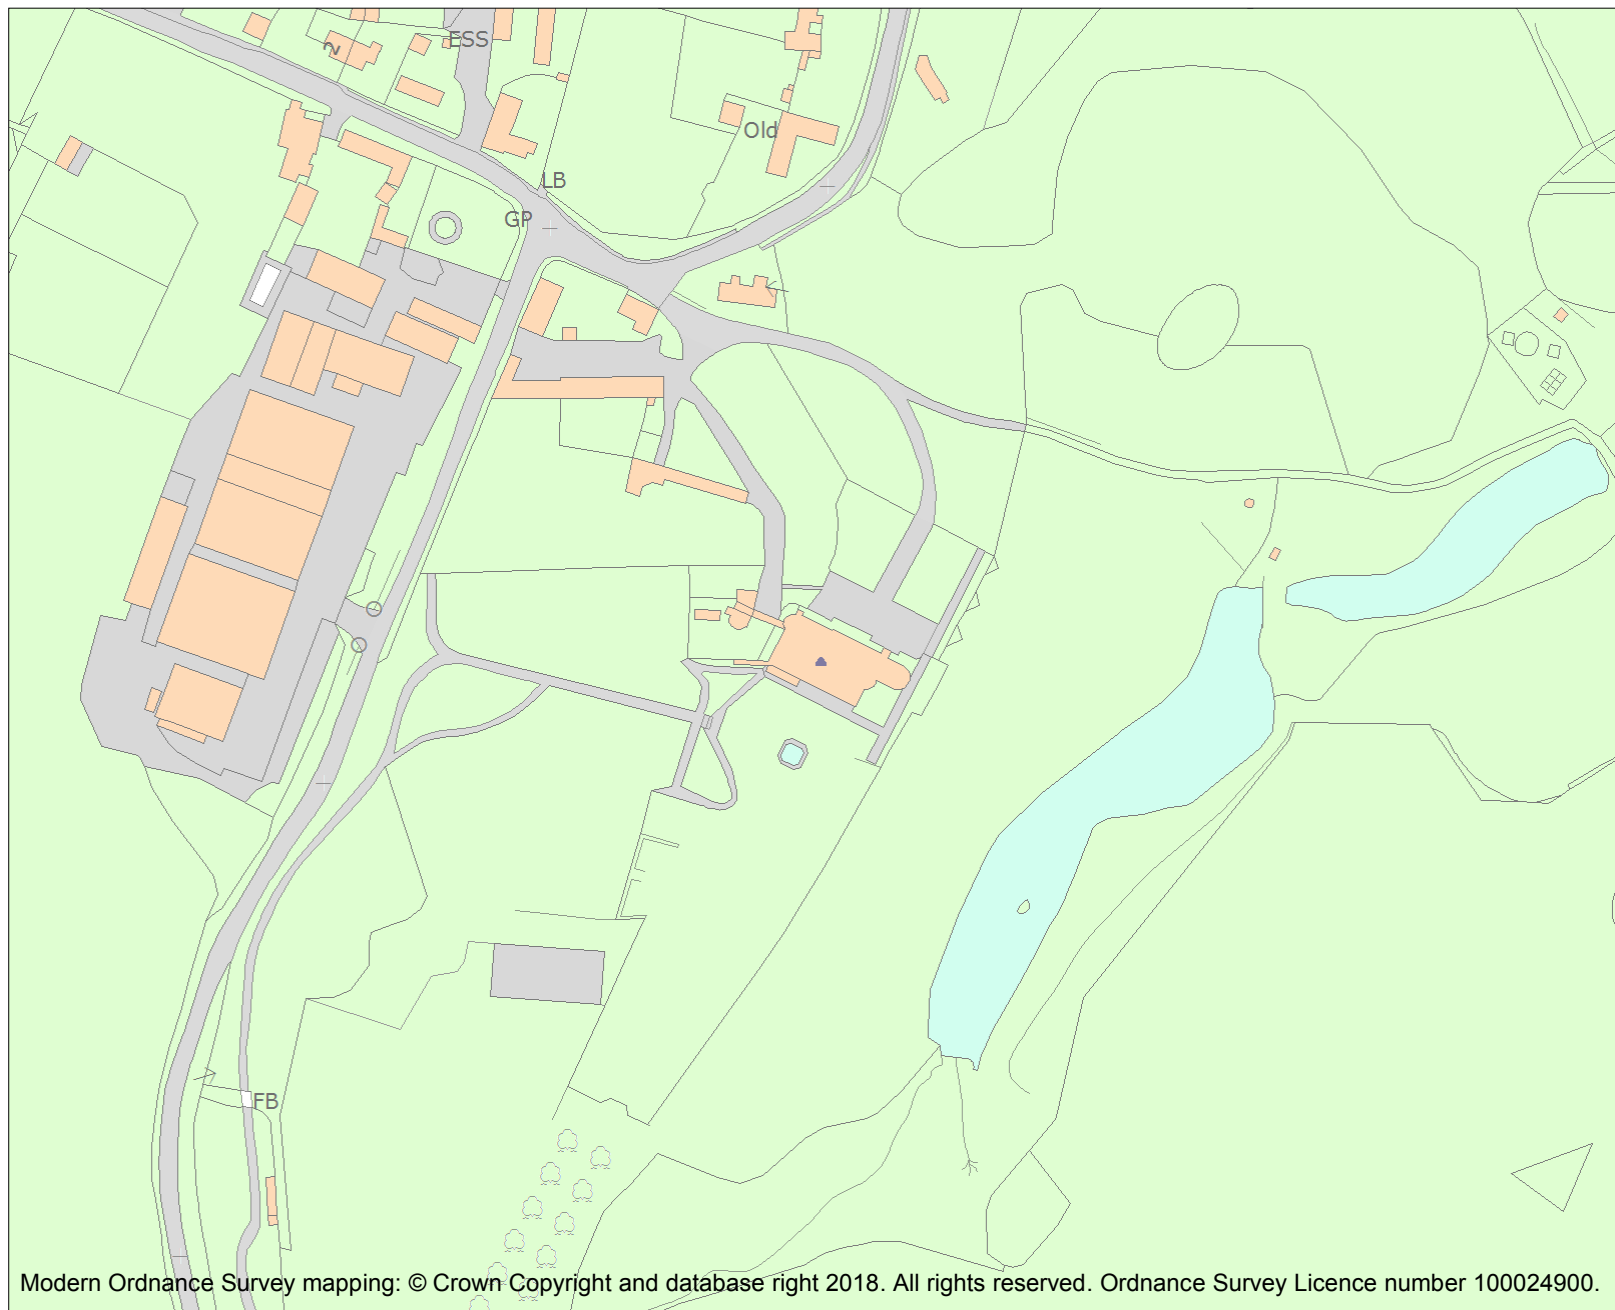 ESS
2
Old
LB
GP
FB
Modern Ordnance Survey mapping: © Crown Copyright and database right 2018. All rights reserved. Ordnance Survey Licence number 100024900.